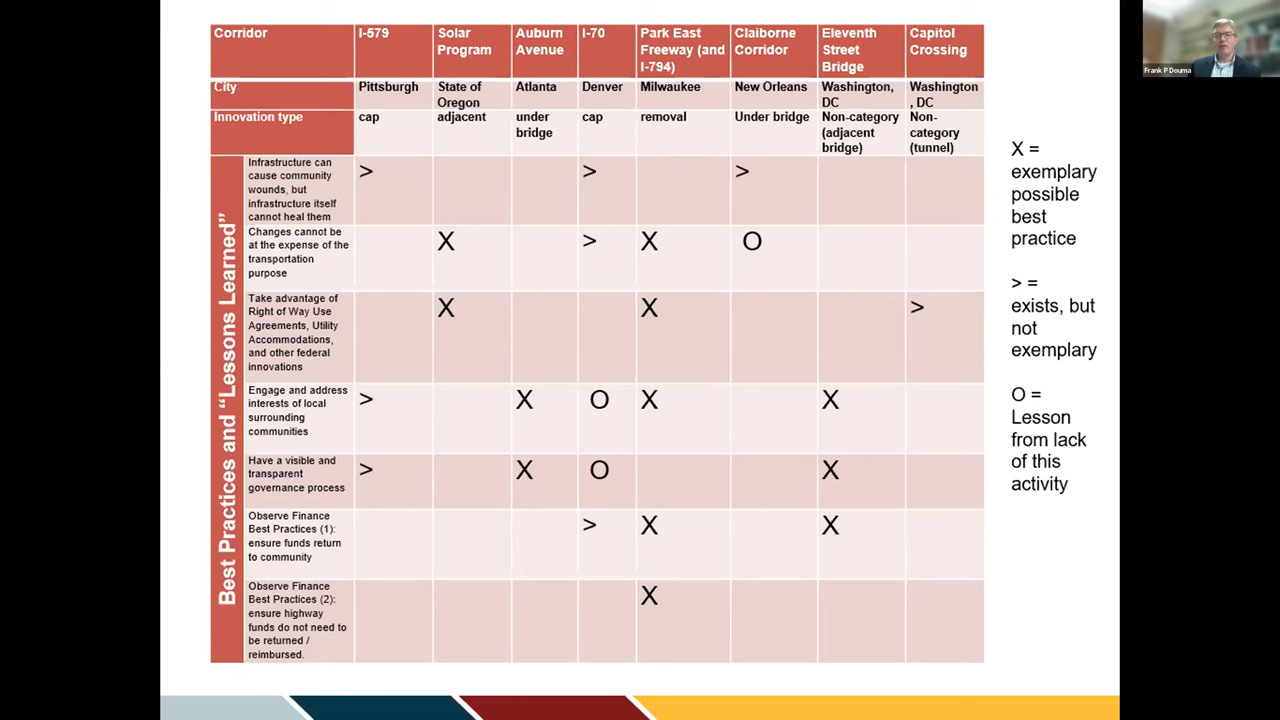 Corridor I-579 Solar Program Auburn Avenue I-70 Park East Freeway (and I-794) Claiborne Corridor Eleventh Street Bridge Capitol Crossing
City Pittsburgh State of Oregon Atlanta Denver Milwaukee New Orleans Washington, DC Washington, DC
Innovation type cap adjacent under bridge cap removal Under bridge Non-category (adjacent bridge) Non-category (tunnel)
Best Practices and “Lessons Learned”
Infrastructure can cause community wounds, but infrastructure itself cannot heal them > > >
Changes cannot be at the expense of the transportation purpose X > X O
Take advantage of Right of Way Use Agreements, Utility Accommodations, and other federal innovations X X >
Engage and address interests of local surrounding communities > X O X X
Have a visible and transparent governance process > X O X
Observe Finance Best Practices (1): ensure funds return to community > X X
Observe Finance Best Practices (2): ensure highway funds do not need to be returned / reimbursed. X
X =
exemplary
possible
best
practice
> =
exists, but
not
exemplary
O =
Lesson
from lack
of this
activity
Frank P Douma